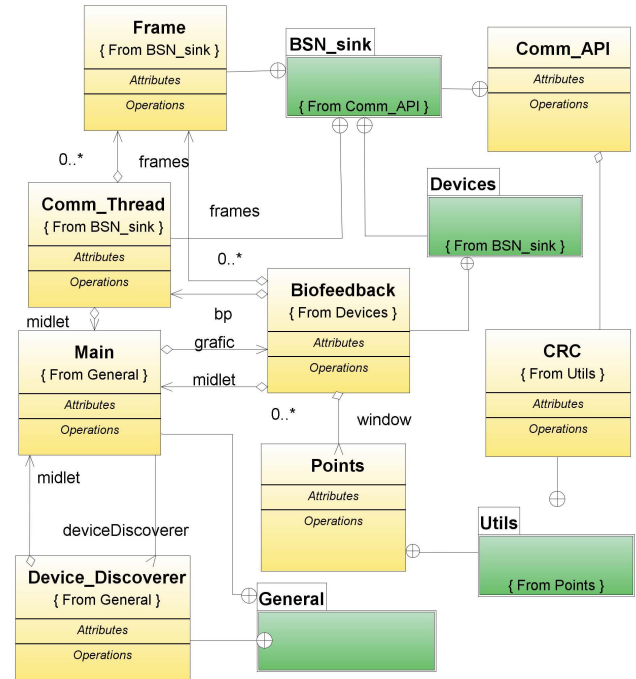 Frame
{ From BSN_sink }
Attributes
Operations
BSN_sink
{ From Comm_API }
Comm_API
Attributes
Operations
0..*
frames
Comm_Thread
{ From BSN_sink }
Attributes
Operations
frames
0..*
Devices
{ From BSN_sink }
midlet
bp
grafic
midlet
0..*
Biofeedback
{ From Devices }
Attributes
Operations
Main
{ From General }
Attributes
Operations
CRC
{ From Utils }
Attributes
Operations
window
Points
Attributes
Operations
midlet
deviceDiscoverer
Utils
{ From Points }
Device_Discoverer
{ From General }
Attributes
Operations
General